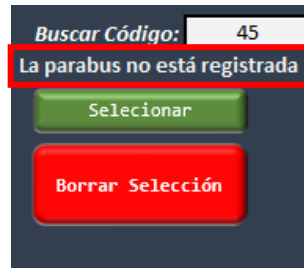 Buscar Código: 45
La parabus no está registrada
Selecionar
Borrar Selección